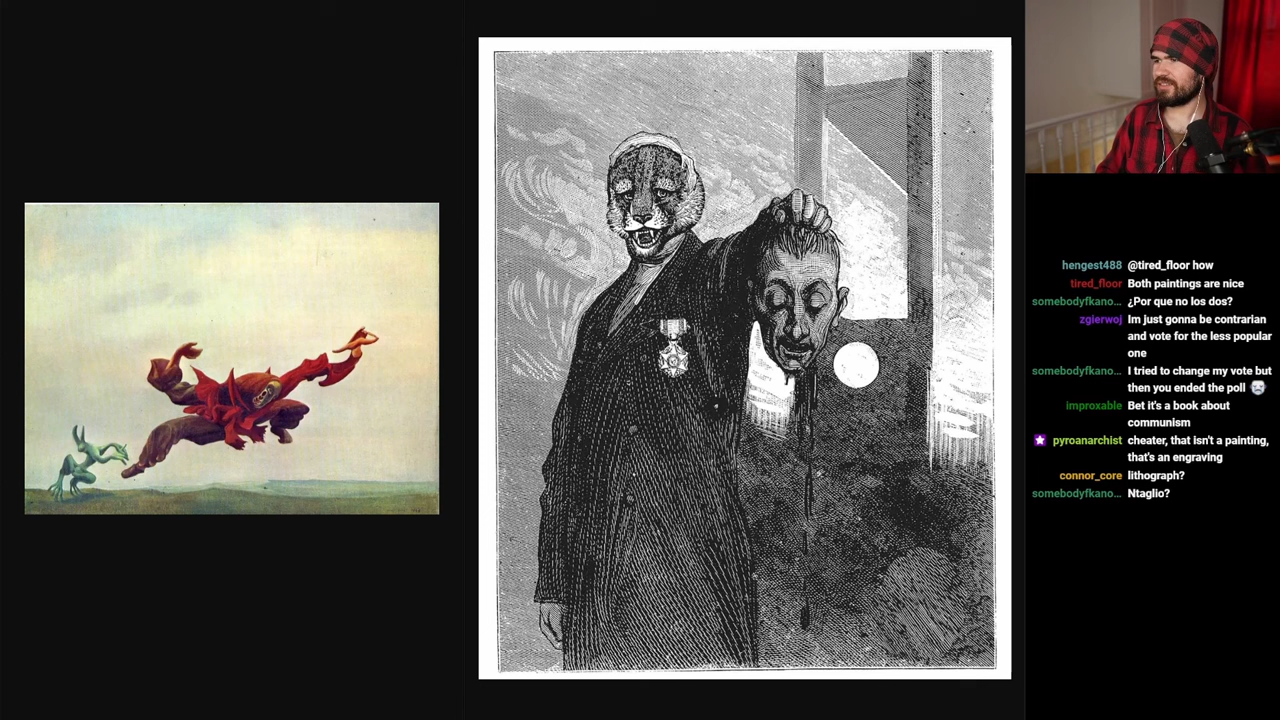 hengest488 @tired_floor how
tired_floor Both paintings are nice
somebodyfkano... ¿Por que no los dos?
zgierwoj Im just gonna be contrarian
and vote for the less popular
one
somebodyfkano... I tried to change my vote but
then you ended the poll
improxable Bet it's a book about
communism
pyroanarchist cheater, that isn't a painting,
that's an engraving
connor_core lithograph?
somebodyfkano... Ntaglio?